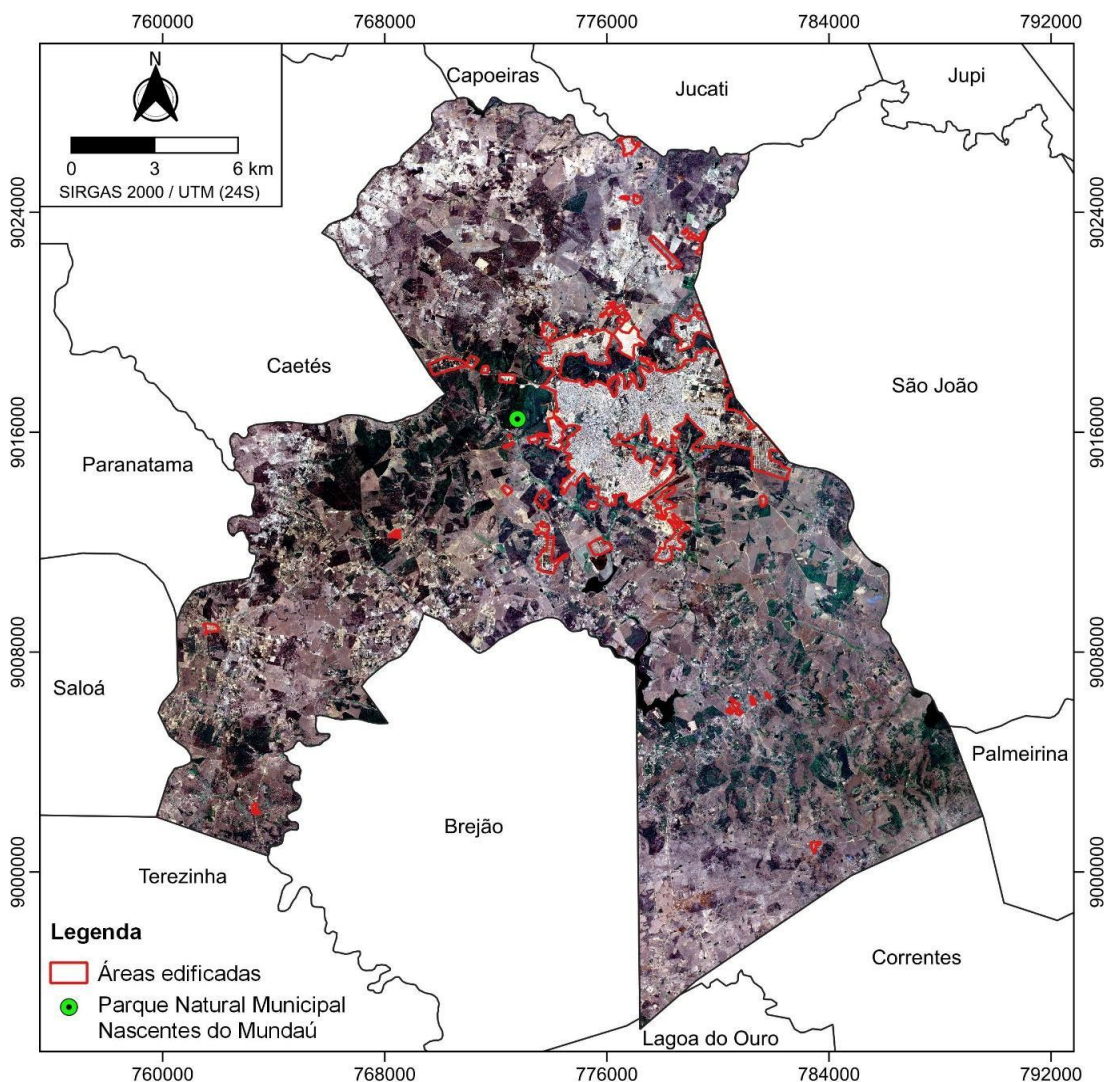 760000
768000
776000
784000
792000
N
0
3
6 km
SIRGAS 2000 / UTM (24S)
Capoeiras
Jucati
Jupi
9024000
9024000
Caetés
São João
9016000
9016000
Paranatama
9008000
9008000
Saloá
Palmeirina
Brejão
9000000
9000000
Terezinha
Legenda
Áreas edificadas
Parque Natural Municipal
Nascentes do Mundaú
Correntes
Lagoa do Ouro
760000
768000
776000
784000
792000